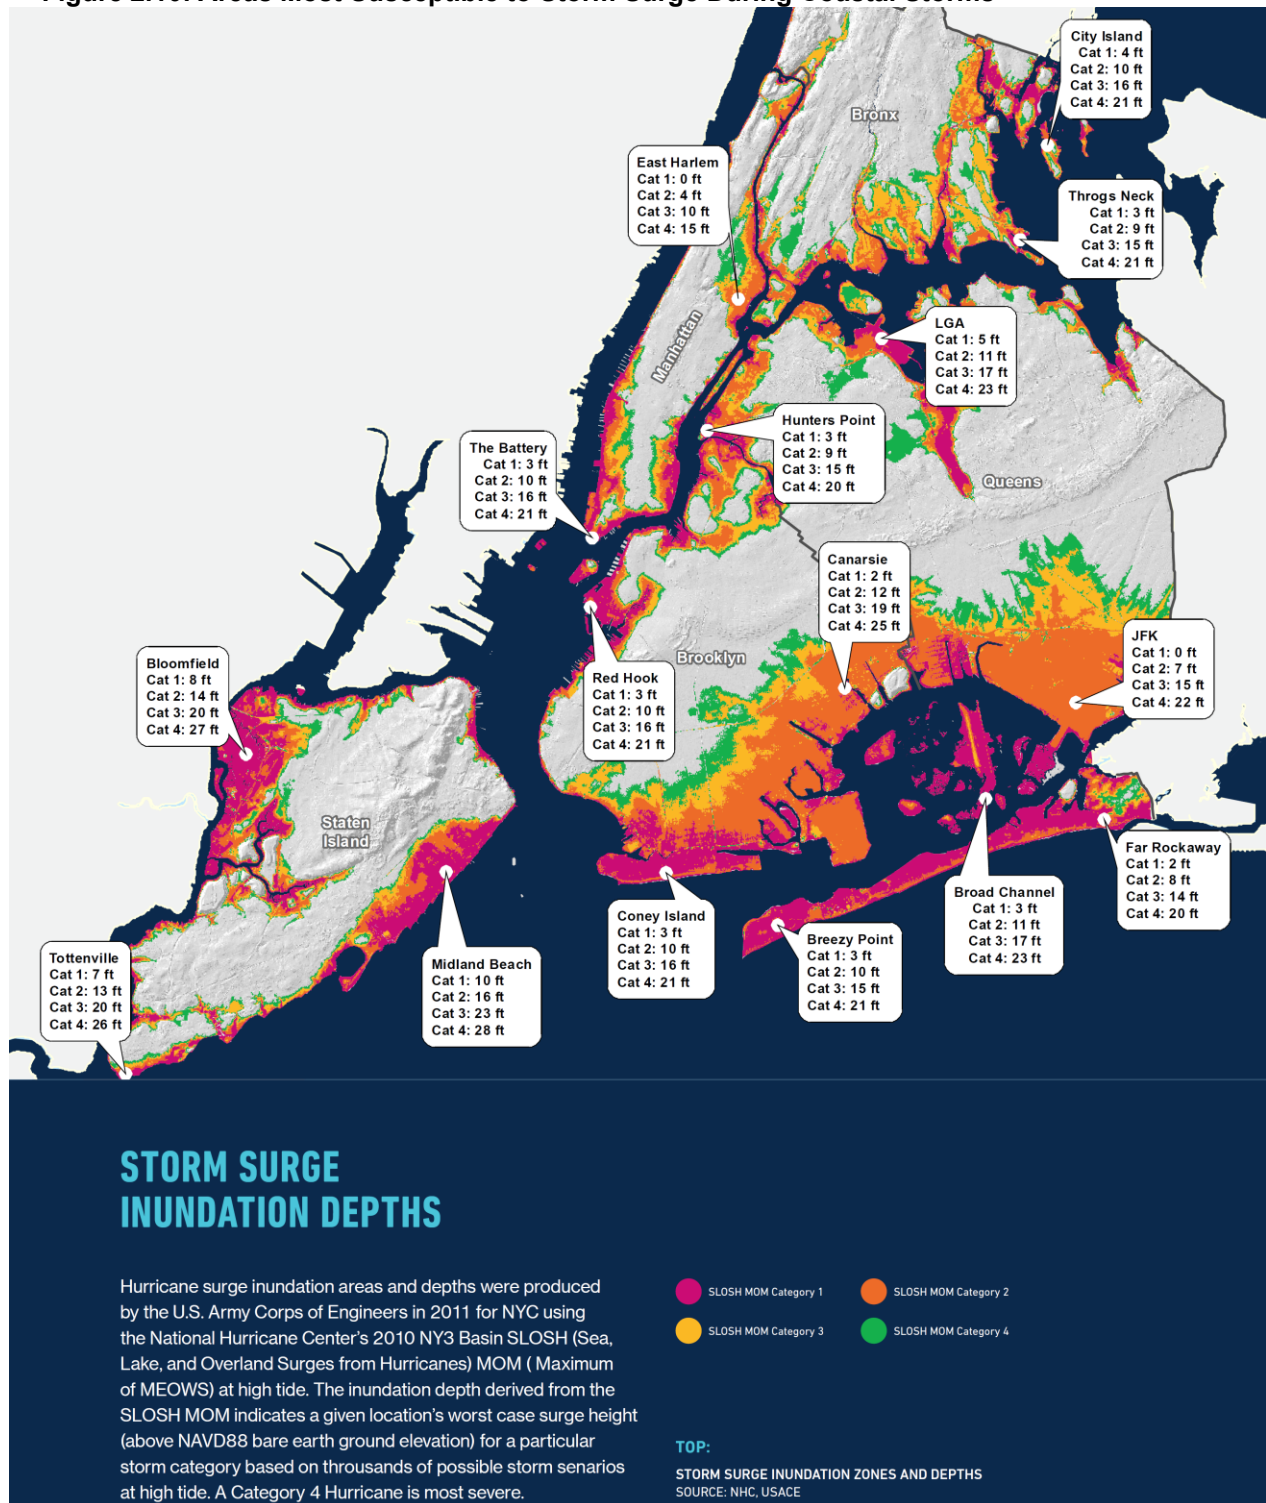 Figure 2.10: Areas Most Susceptible to Storm Surge During Coastal Storms
City Island
Cat 1: 4 ft
Cat 2: 10 ft
Cat 3: 16 ft
Cat 4: 21 ft
Bronx
East Harlem
Cat 1: 0 ft
Cat 2: 4 ft
Cat 3: 10 ft
Cat 4: 15 ft
Throgs Neck
Cat 1: 3 ft
Cat 2: 9 ft
Cat 3: 15 ft
Cat 4: 21 ft
Manhattan
LGA
Cat 1: 5 ft
Cat 2: 11 ft
Cat 3: 17 ft
Cat 4: 23 ft
Hunters Point
Cat 1: 3 ft
Cat 2: 9 ft
Cat 3: 15 ft
Cat 4: 20 ft
The Battery
Cat 1: 3 ft
Cat 2: 10 ft
Cat 3: 16 ft
Cat 4: 21 ft
Queens
Canarsie
Cat 1: 2 ft
Cat 2: 12 ft
Cat 3: 19 ft
Cat 4: 25 ft
JFK
Cat 1: 0 ft
Cat 2: 7 ft
Cat 3: 15 ft
Cat 4: 22 ft
Bloomfield
Cat 1: 8 ft
Cat 2: 14 ft
Cat 3: 20 ft
Cat 4: 27 ft
Brooklyn
Red Hook
Cat 1: 3 ft
Cat 2: 10 ft
Cat 3: 16 ft
Cat 4: 21 ft
Staten
Island
Far Rockaway
Cat 1: 2 ft
Cat 2: 8 ft
Cat 3: 14 ft
Cat 4: 20 ft
Broad Channel
Cat 1: 3 ft
Cat 2: 11 ft
Cat 3: 17 ft
Cat 4: 23 ft
Coney Island
Cat 1: 3 ft
Cat 2: 10 ft
Cat 3: 16 ft
Cat 4: 21 ft
Breezy Point
Cat 1: 3 ft
Cat 2: 10 ft
Cat 3: 15 ft
Cat 4: 21 ft
Tottenville
Cat 1: 7 ft
Cat 2: 13 ft
Cat 3: 20 ft
Cat 4: 26 ft
Midland Beach
Cat 1: 10 ft
Cat 2: 16 ft
Cat 3: 23 ft
Cat 4: 28 ft
STORM SURGE
INUNDATION DEPTHS
Hurricane surge inundation areas and depths were produced
by the U.S. Army Corps of Engineers in 2011 for NYC using
the National Hurricane Center's 2010 NY3 Basin SLOSH (Sea,
Lake, and Overland Surges from Hurricanes) MOM ( Maximum
of MEOWS) at high tide. The inundation depth derived from the
SLOSH MOM indicates a given location's worst case surge height
(above NAVD88 bare earth ground elevation) for a particular
storm category based on thousands of possible storm senarios
at high tide. A Category 4 Hurricane is most severe.
SLOSH MOM Category 1
SLOSH MOM Category 2
SLOSH MOM Category 3
SLOSH MOM Category 4
TOP:
STORM SURGE INUNDATION ZONES AND DEPTHS
SOURCE: NHC, USACE